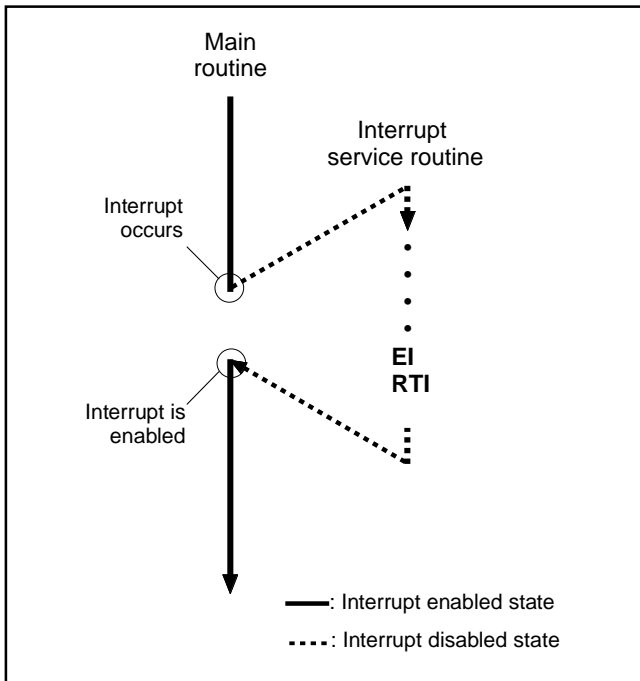 Main
routine
Interrupt
service routine
Interrupt
occurs
EI
RTI
Interrupt is
enabled
: Interrupt enabled state
: Interrupt disabled state